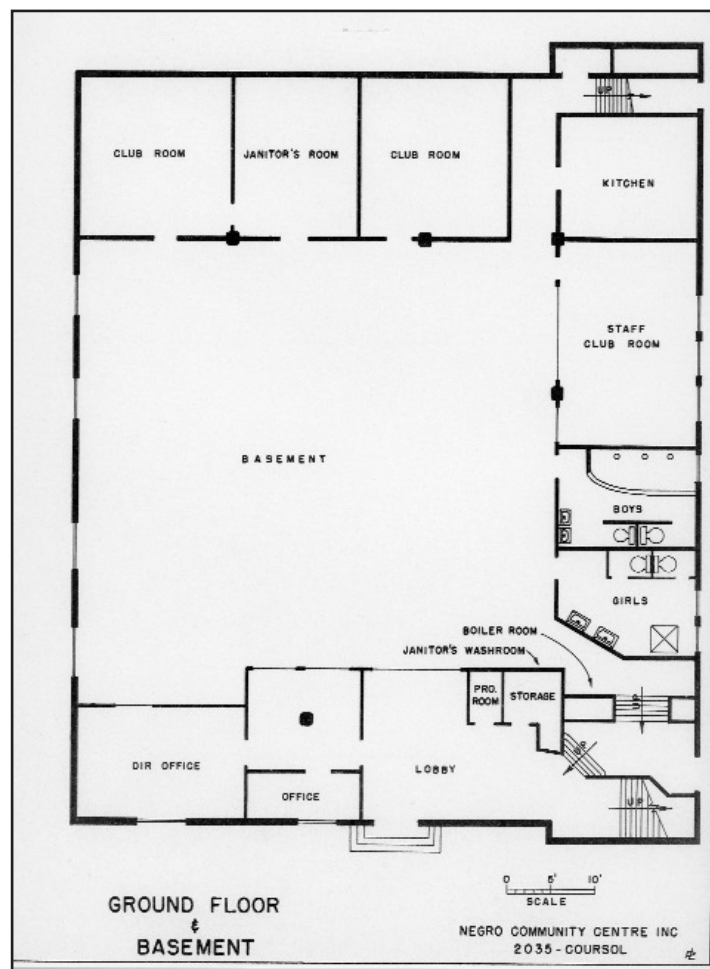 UP
CLUB ROOM
JANITOR'S ROOM
CLUB ROOM
KITCHEN
STAFF
CLUB ROOM
BASEMENT
BOYS
GIRLS
BOILER ROOM
JANITOR'S WASHROOM
PRO.
ROOM
STORAGE
UP
UP
UP
DIR OFFICE
OFFICE
LOBBY
0 5' 10'
SCALE
GROUND FLOOR
&
BASEMENT
NEGRO COMMUNITY CENTRE INC
2035 - COURSOL